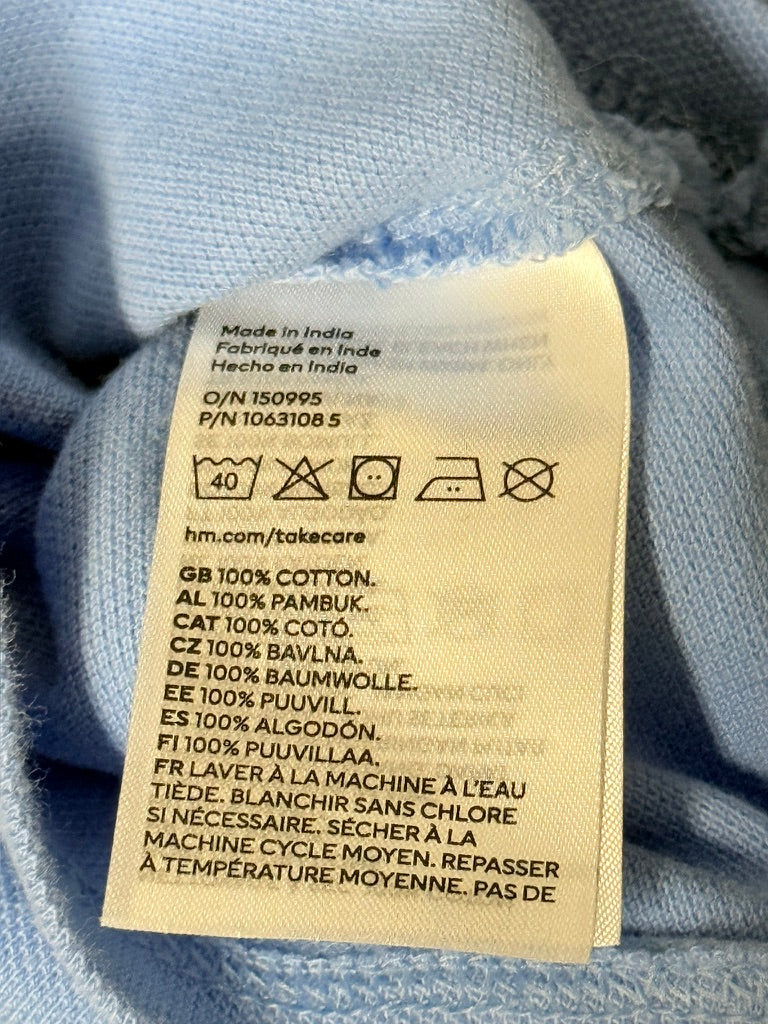 Made in India
Fabriqué en Inde
Hecho en India
O/N 150995
P/N 1063108 5
40
hm.com/takecare
GB 100% COTTON.
AL 100% PAMBUK.
CAT 100% COTÓ.
CZ 100% BAVLNA.
DE 100% BAUMWOLLE.
EE 100% PUUVILL.
ES 100% ALGODÓN.
FI 100% PUUVILLAA.
FR LAVER À LA MACHINE À L'EAU
TIÈDE. BLANCHIR SANS CHLORE
SI NÉCESSAIRE. SÉCHER À LA
MACHINE CYCLE MOYEN. REPASSER
À TEMPÉRATURE MOYENNE. PAS DE